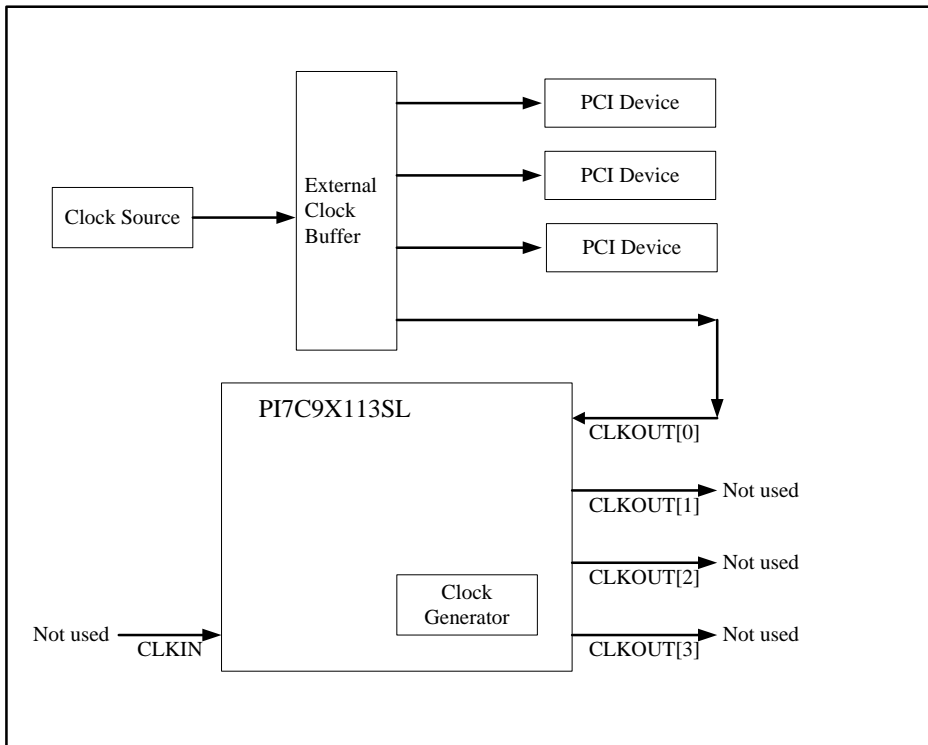 PCI Device
PCI Device
External
Clock
Buffer
Clock Source
PCI Device
PI7C9X113SL
CLKOUT[0]
Not used
CLKOUT[1]
Not used
CLKOUT[2]
Clock
Generator
Not used
CLKIN
Not used
CLKOUT[3]